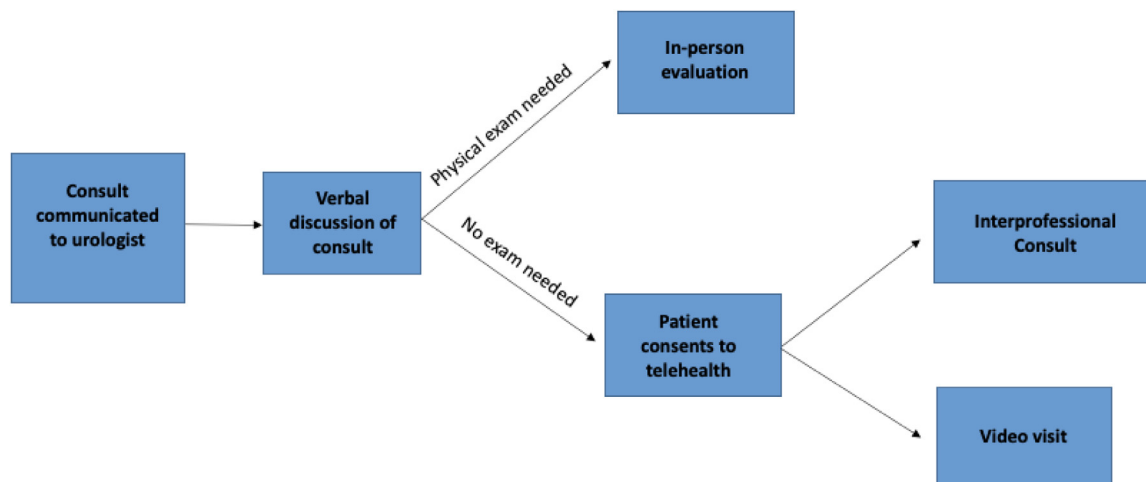 Consult
communicated
to urologist
Verbal
discussion of
consult
Physical exam needed
No exam needed
In-person
evaluation
Patient
consents to
telehealth
Interprofessional
Consult
Video visit